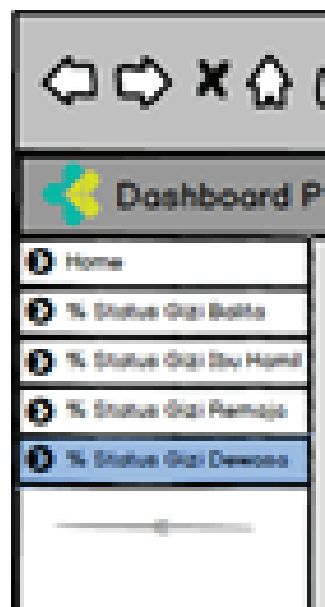 Dashboard P
Home
% Status Gizi Balita
% Status Gizi Ibu Hamil
% Status Gizi Remaja
% Status Gizi Dewasa